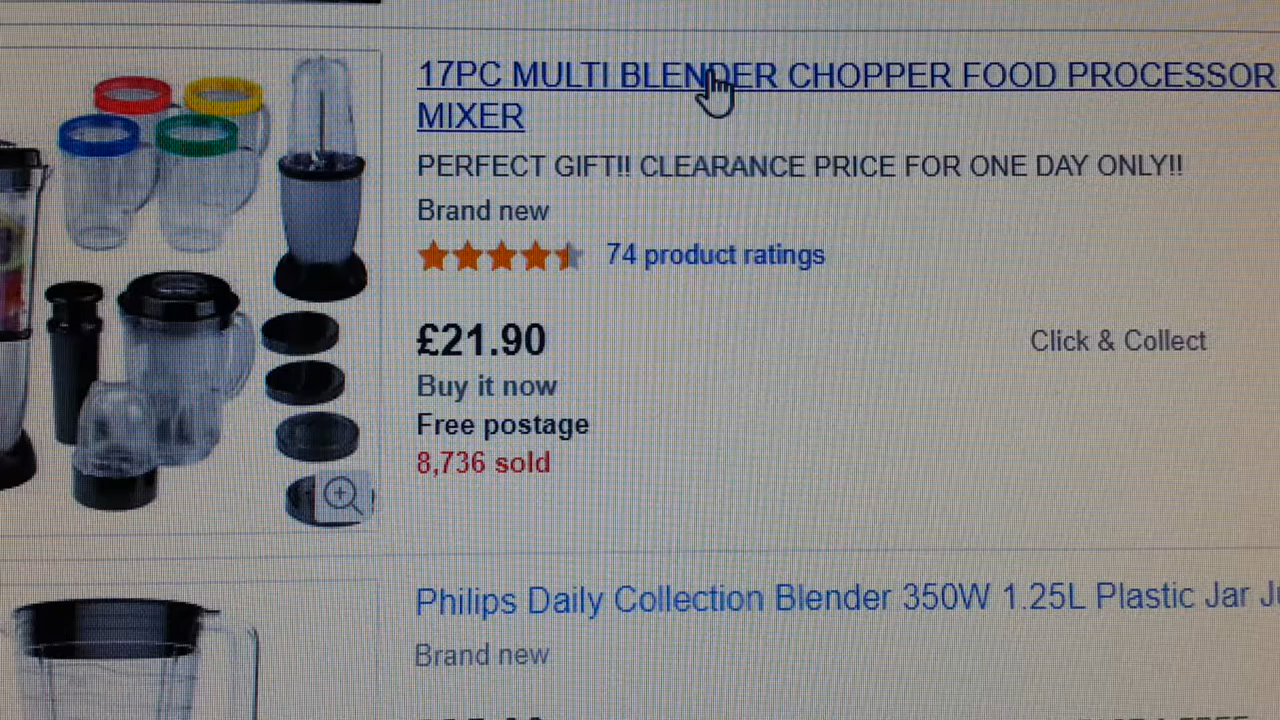 17PC MULTI BLENDER CHOPPER FOOD PROCESSOR
MIXER
PERFECT GIFT!! CLEARANCE PRICE FOR ONE DAY ONLY!!
Brand new
74 product ratings
£21.90
Click & Collect
Buy it now
Free postage
8,736 sold
Philips Daily Collection Blender 350W 1.25L Plastic Jar
Brand new